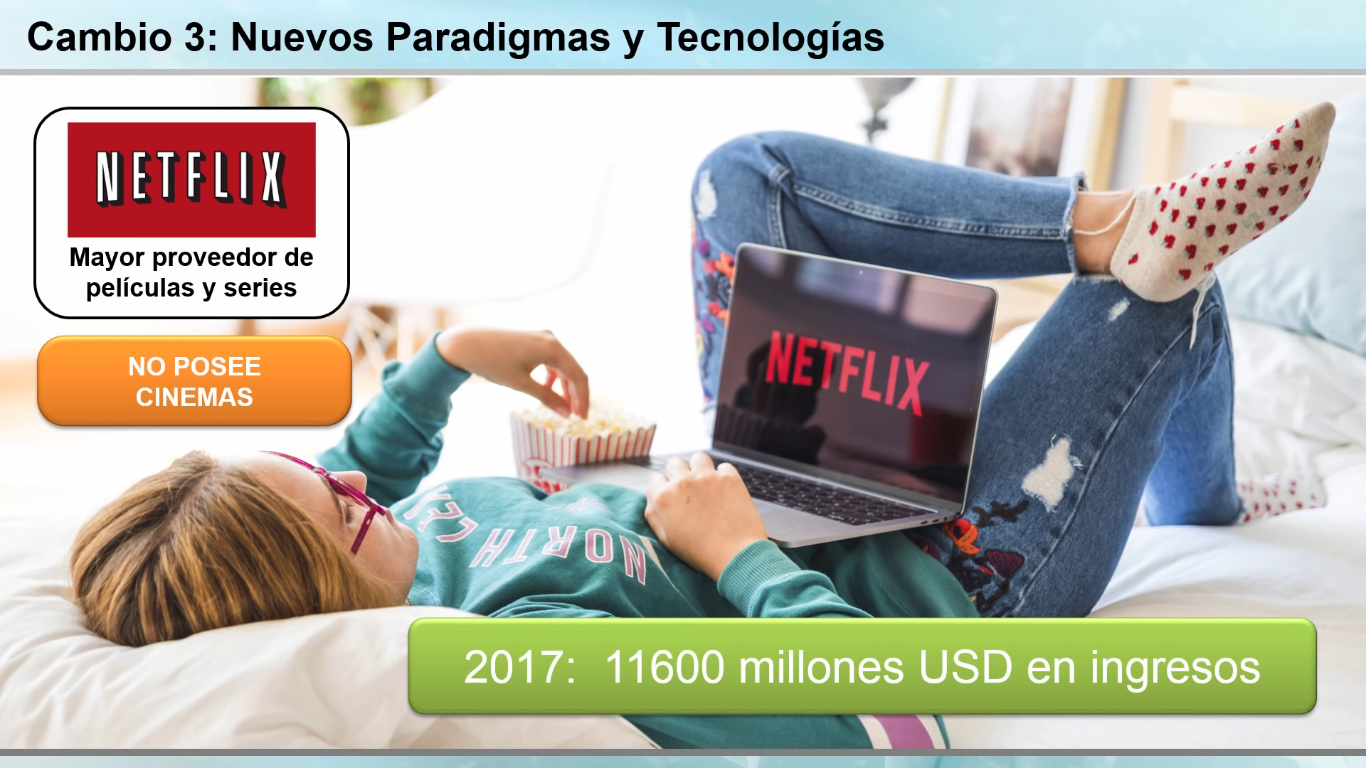 Cambio 3: Nuevos Paradigmas y Tecnologías
NETFLIX
Mayor proveedor de
películas y series
NO POSEE
CINEMAS
NETFLIX
NORTH
2017: 11600 millones USD en ingresos